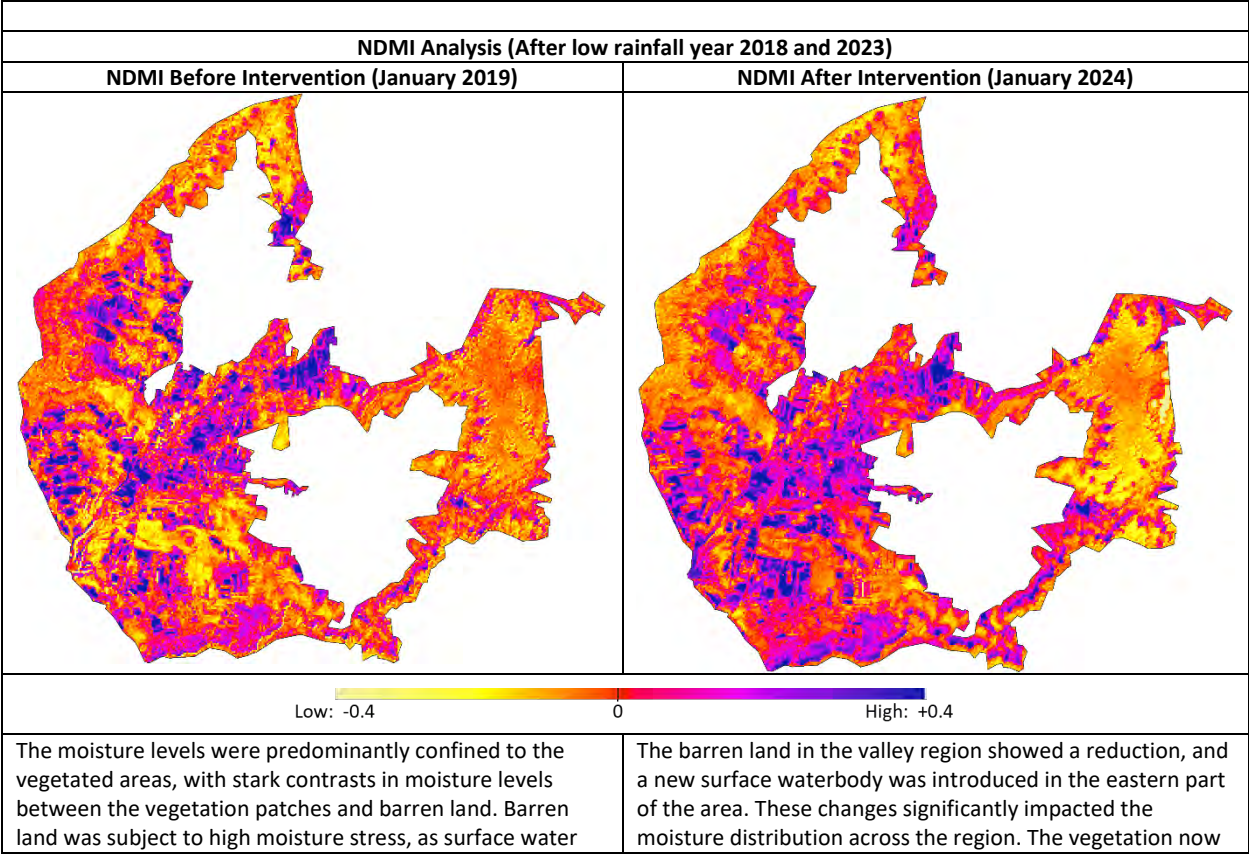 NDMI Analysis (After low rainfall year 2018 and 2023)
NDMI Before Intervention (January 2019)
NDMI After Intervention (January 2024)
Low: -0.4
0
High: +0.4
The moisture levels were predominantly confined to the
vegetated areas, with stark contrasts in moisture levels
between the vegetation patches and barren land. Barren
land was subject to high moisture stress, as surface water
The barren land in the valley region showed a reduction, and
a new surface waterbody was introduced in the eastern part
of the area. These changes significantly impacted the
moisture distribution across the region. The vegetation now